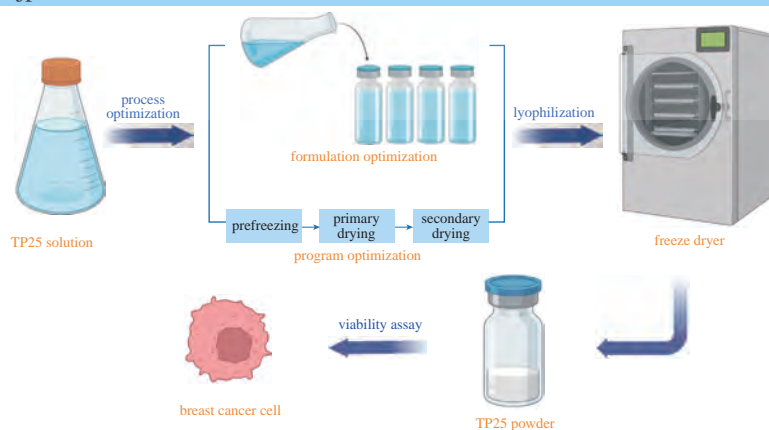 process
optimization
lyophilization
formulation optimization
prefreezing
primary
drying
secondary
drying
program optimization
TP25 solution
freeze dryer
viability assay
breast cancer cell
TP25 powder